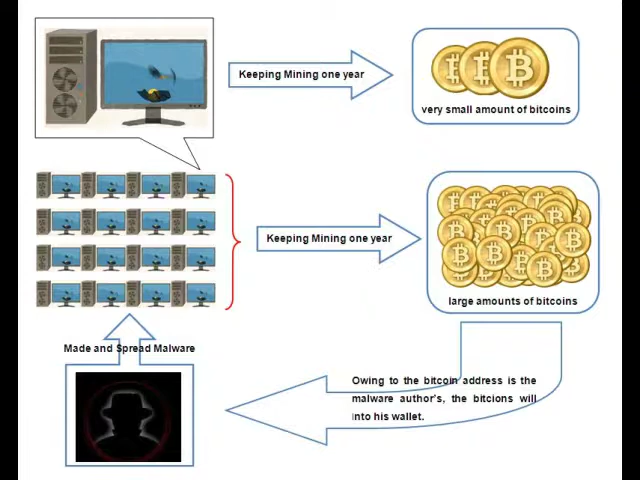 Keeping Mining one year
very small amount of bitcoins
Keeping Mining one year
large amounts of bitcoins
Made and Spread Malware
Owing to the bitcoin address is the
malware author's, the bitcions will
into his wallet.